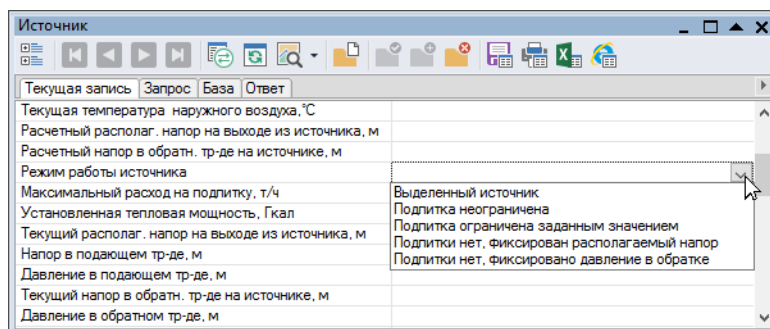 Источник
Текущая запись Запрос База Ответ
Текущая температура наружного воздуха,°С
Расчетный располаг. напор на выходе из источника, м
Расчетный напор в обратн. тр-де на источнике, м
Режим работы источника
Максимальный расход на подпитку, т/ч
Установленная тепловая мощность, Гкал
Текущий располаг. напор на выходе из источника, м
Напор в подающем тр-де, м
Давление в подающем тр-де, м
Текущий напор в обратн. тр-де на источнике, м
Давление в обратном тр-де, м
Выделенный источник
Подпитка неограничена
Подпитка ограничена заданным значением
Подпитки нет, фиксирован располагаемый напор
Подпитки нет, фиксировано давление в обратке